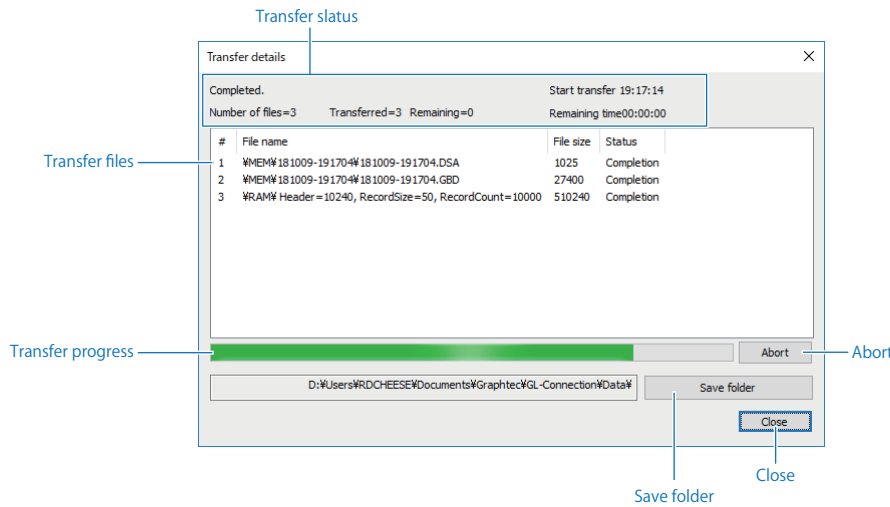 Transfer slatus
Transfer details
Completed. Start transfer 19:17:14
Number of files=3 Transferred=3 Remaining=0 Remaining time00:00:00
# File name File size Status
Transfer files
1 ¥MEM¥181009-191704¥181009-191704.DSA 1025 Completion
2 ¥MEM¥181009-191704¥181009-191704.GBD 27400 Completion
3 ¥RAM¥ Header=10240, RecordSize=50, RecordCount=10000 510240 Completion
Transfer progress Abort Abort
D:¥Users¥RDCHEESE¥Documents¥Graphtec¥GL-Connection¥Data¥ Save folder
Close
Close
Save folder